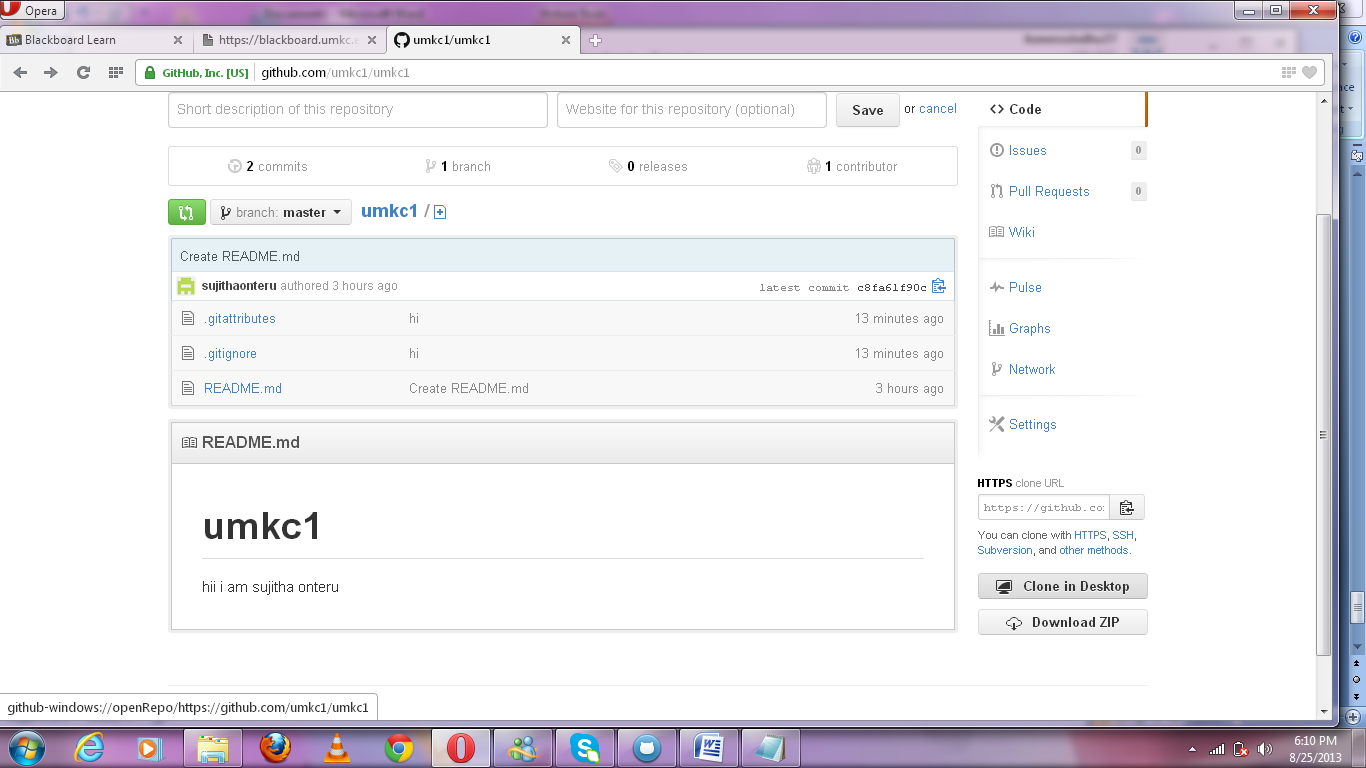 Opera
Blackboard Learn
https://blackboard.umkc.e
umkc1/umkc1
GitHub, Inc. [US]
github.com/umkc1/umkc1
Short description of this repository
Website for this repository (optional)
Save
or cancel
2 commits
1 branch
0 releases
1 contributor
branch: master
umkc1 /
Create README.md
sujithaonteru authored 3 hours ago
latest commit c8fa61f90c
.gitattributes hi 13 minutes ago
.gitignore hi 13 minutes ago
README.md Create README.md 3 hours ago
README.md
umkc1
hii i am sujitha onteru
Code
Issues 0
Pull Requests 0
Wiki
Pulse
Graphs
Network
Settings
HTTPS clone URL
https://github.co
You can clone with HTTPS, SSH,
Subversion, and other methods.
Clone in Desktop
Download ZIP
github-windows://openRepo/https://github.com/umkc1/umkc1
6:10 PM
8/25/2013